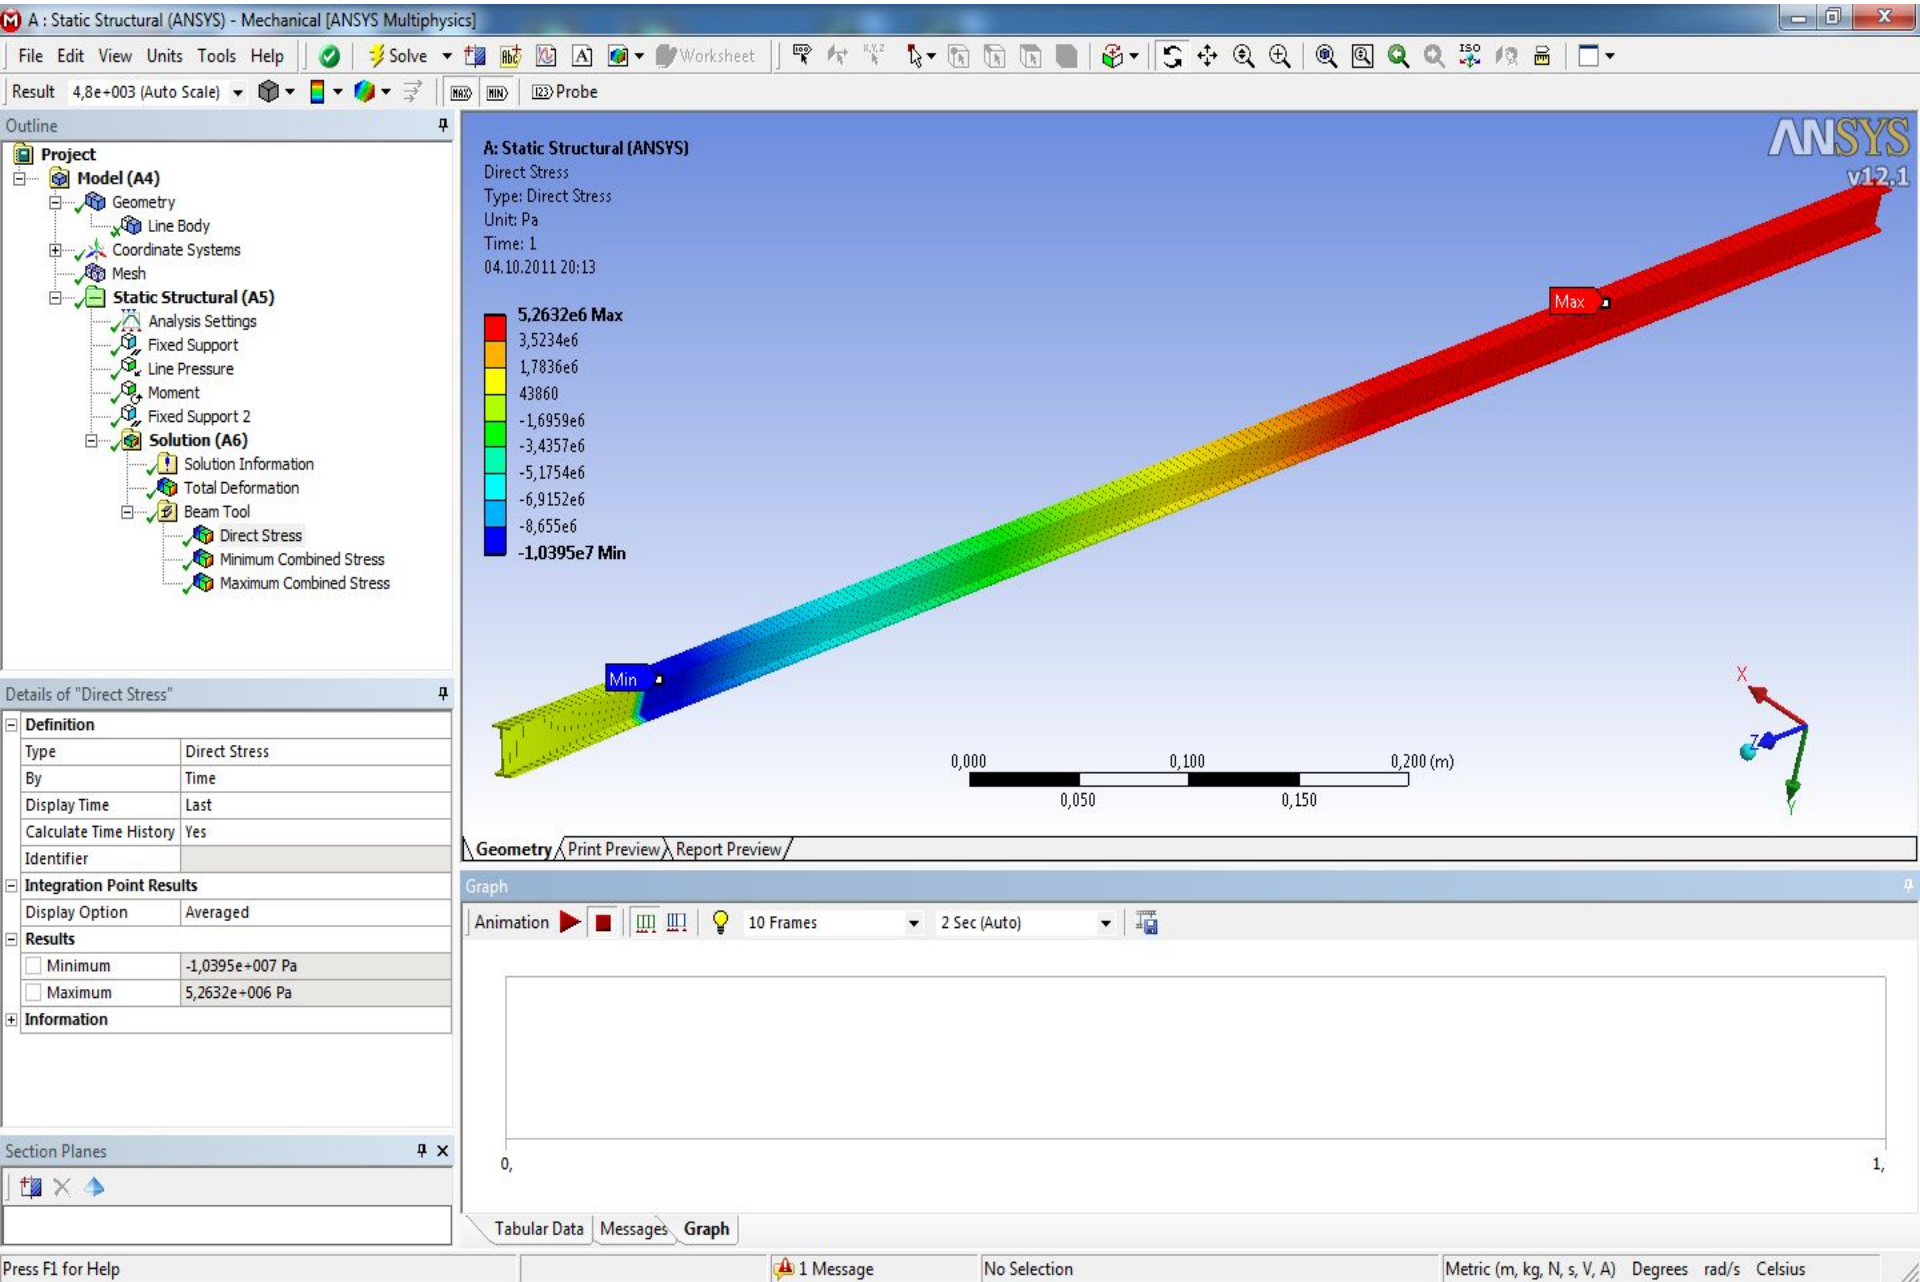 A : Static Structural (ANSYS) - Mechanical [ANSYS Multiphysics]
File Edit View Units Tools Help Solve Worksheet
Result 4,8e+003 (Auto Scale) MAX MIN Probe
Outline
Project
Model (A4)
Geometry
Line Body
Coordinate Systems
Mesh
Static Structural (A5)
Analysis Settings
Fixed Support
Line Pressure
Moment
Fixed Support 2
Solution (A6)
Solution Information
Total Deformation
Beam Tool
Direct Stress
Minimum Combined Stress
Maximum Combined Stress
Details of "Direct Stress"
Definition
Type Direct Stress
By Time
Display Time Last
Calculate Time History Yes
Identifier
Integration Point Results
Display Option Averaged
Results
Minimum -1,0395e+007 Pa
Maximum 5,2632e+006 Pa
Information
Section Planes
A: Static Structural (ANSYS)
Direct Stress
Type: Direct Stress
Unit: Pa
Time: 1
04.10.2011 20:13
5,2632e6 Max
3,5234e6
1,7836e6
43860
-1,6959e6
-3,4357e6
-5,1754e6
-6,9152e6
-8,655e6
-1,0395e7 Min
ANSYS
v12.1
Max
Min
X
Z
Y
0,000 0,100 0,200 (m)
0,050 0,150
Geometry Print Preview Report Preview
Graph
Animation 10 Frames 2 Sec (Auto)
0, 1,
Tabular Data Messages Graph
Press F1 for Help 1 Message No Selection Metric (m, kg, N, s, V, A) Degrees rad/s Celsius